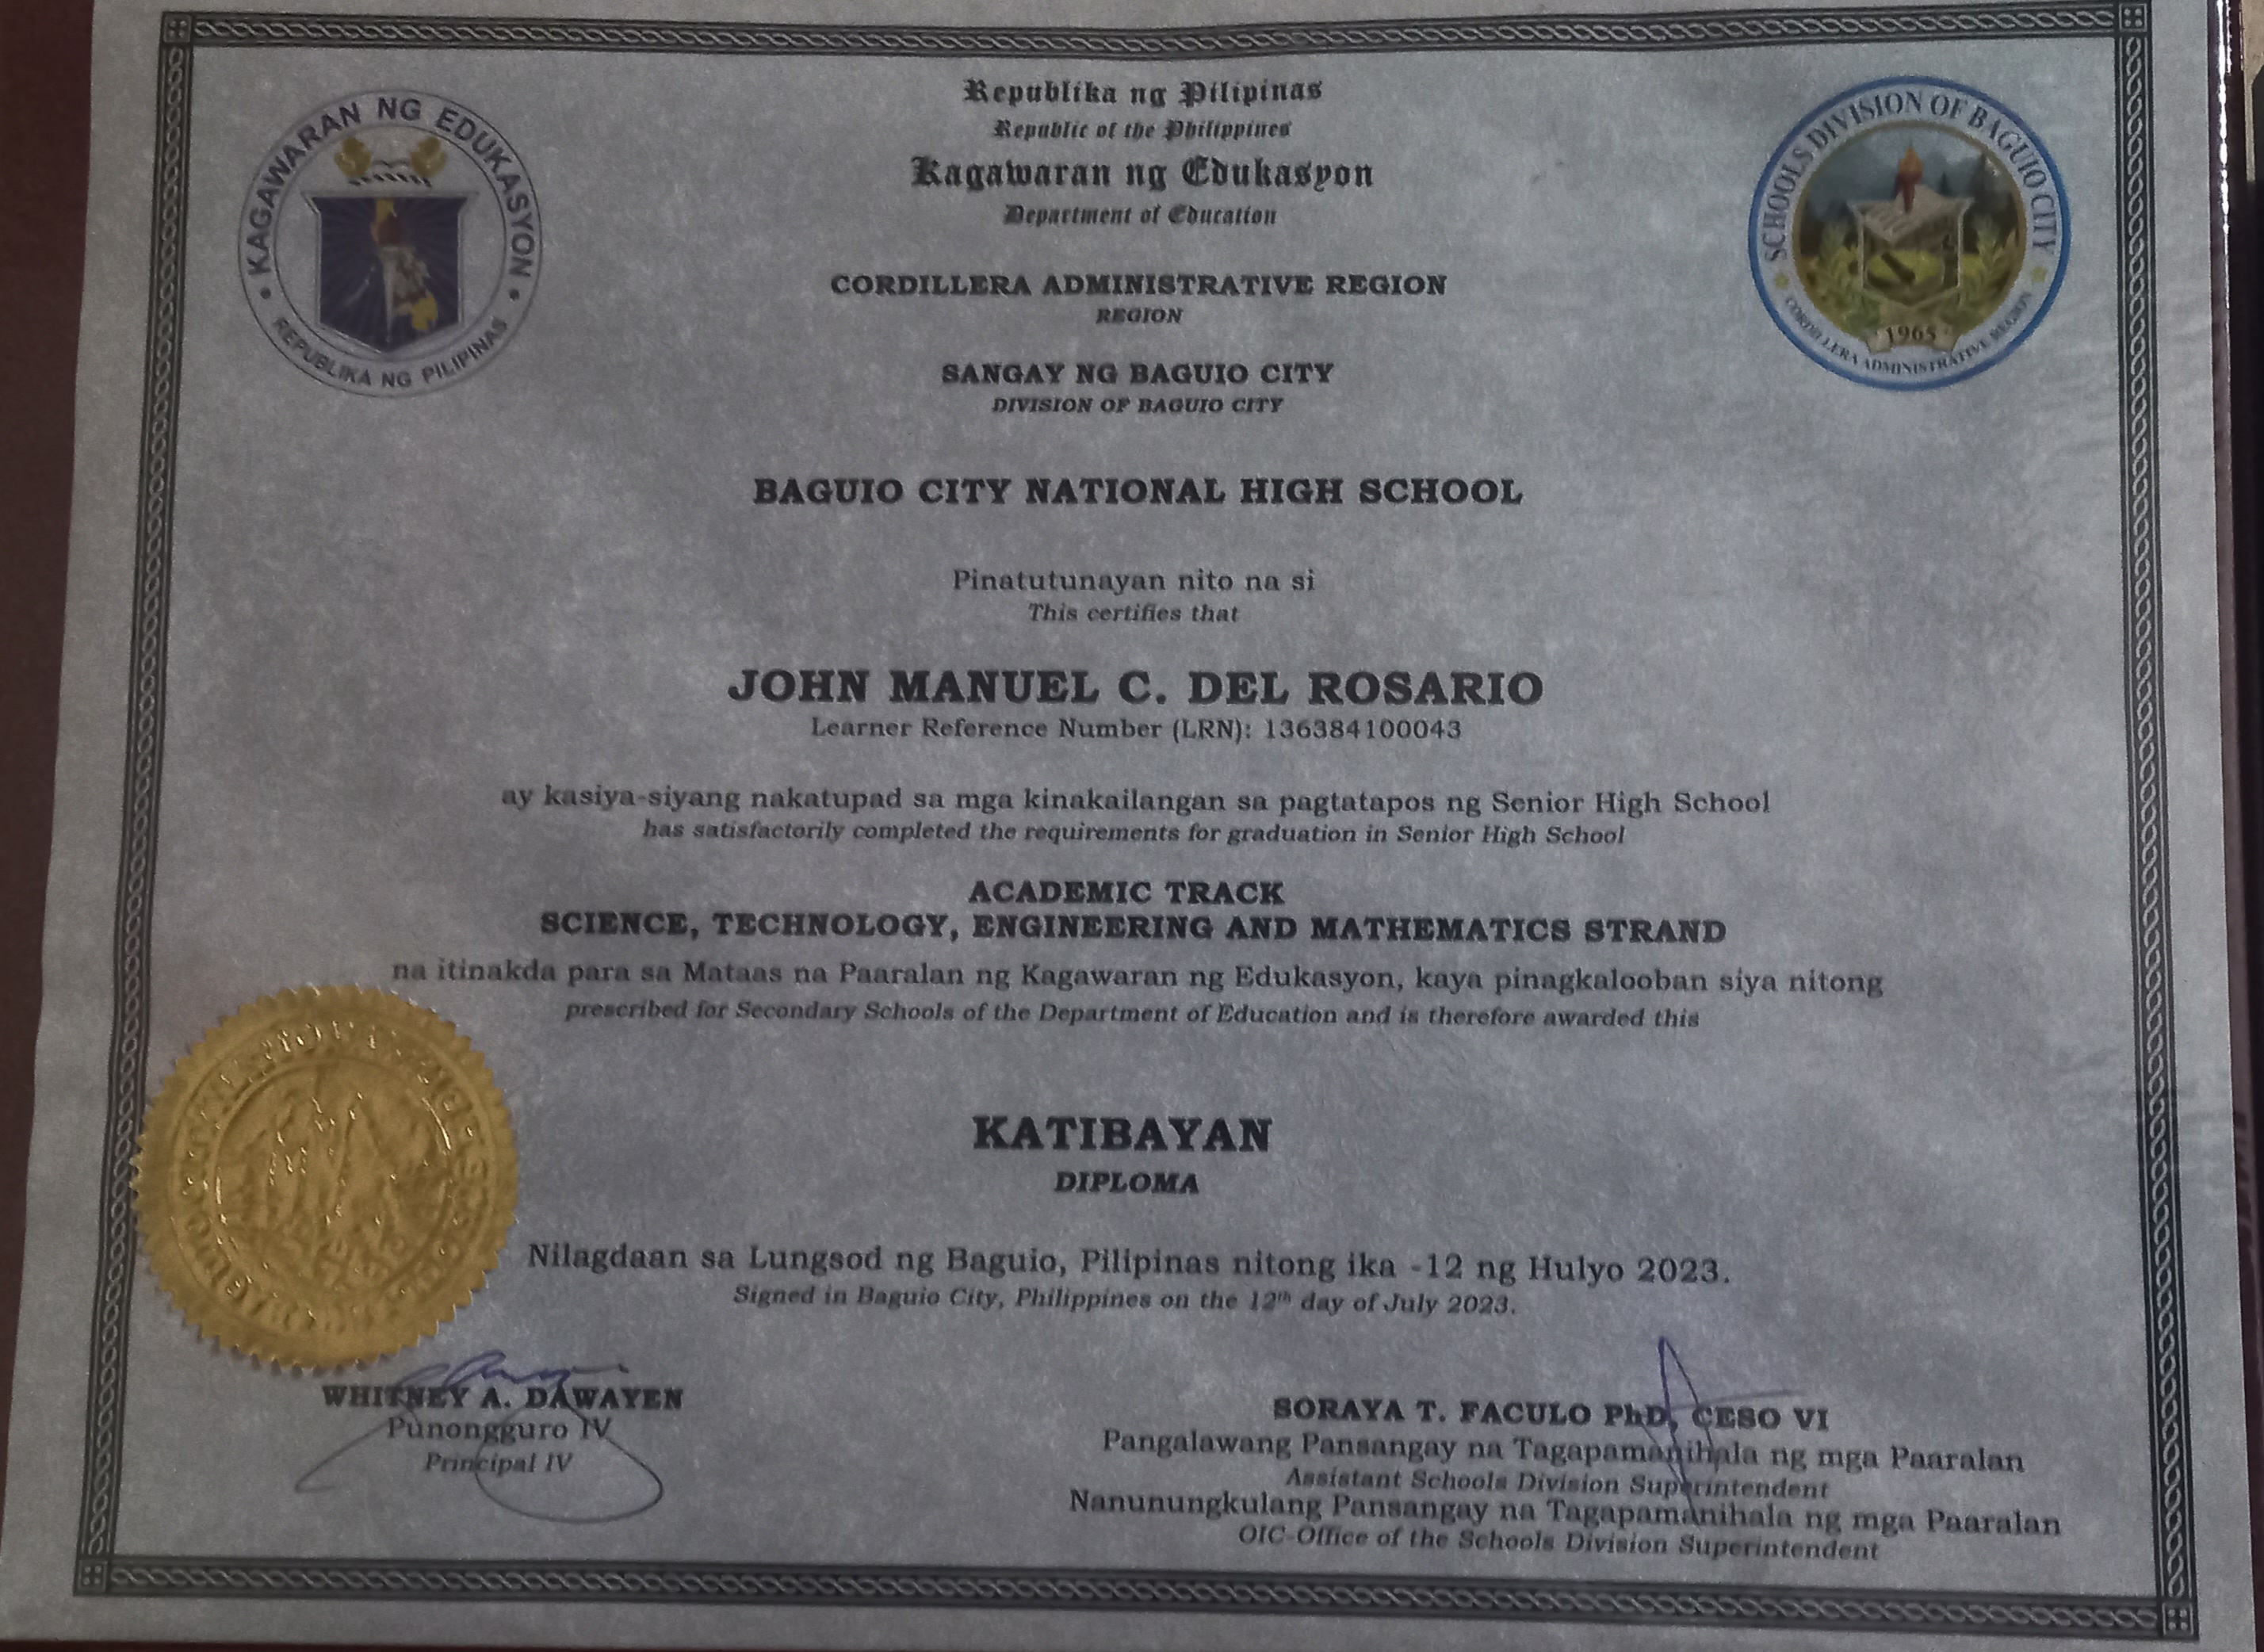 Republika ng Pilipinas
Republic of the Philippines
Kagawaran ng Edukasyon
Department of Education
KAGAWARAN NG EDUKASYON
REPUBLIKA NG PILIPINAS
SCHOOLS DIVISION OF BAGUIO CITY
1965
CORDILLERA ADMINISTRATIVE REGION
CORDILLERA ADMINISTRATIVE REGION
REGION
SANGAY NG BAGUIO CITY
DIVISION OF BAGUIO CITY
BAGUIO CITY NATIONAL HIGH SCHOOL
Pinatutunayan nito na si
This certifies that
JOHN MANUEL C. DEL ROSARIO
Learner Reference Number (LRN): 136384100043
ay kasiya-siyang nakatupad sa mga kinakailangan sa pagtatapos ng Senior High School
has satisfactorily completed the requirements for graduation in Senior High School
ACADEMIC TRACK
SCIENCE, TECHNOLOGY, ENGINEERING AND MATHEMATICS STRAND
na itinakda para sa Mataas na Paaralan ng Kagawaran ng Edukasyon, kaya pinagkalooban siya nitong
prescribed for Secondary Schools of the Department of Education and is therefore awarded this
KATIBAYAN
DIPLOMA
Nilagdaan sa Lungsod ng Baguio, Pilipinas nitong ika -12 ng Hulyo 2023.
Signed in Baguio City, Philippines on the 12th day of July 2023.
WHITNEY A. DAWAYEN
Punongguro IV
Principal IV
SORAYA T. FACULO PhD, CESO VI
Pangalawang Pansangay na Tagapamanihala ng mga Paaralan
Assistant Schools Division Superintendent
Nanunungkulang Pansangay na Tagapamanihala ng mga Paaralan
OIC-Office of the Schools Division Superintendent